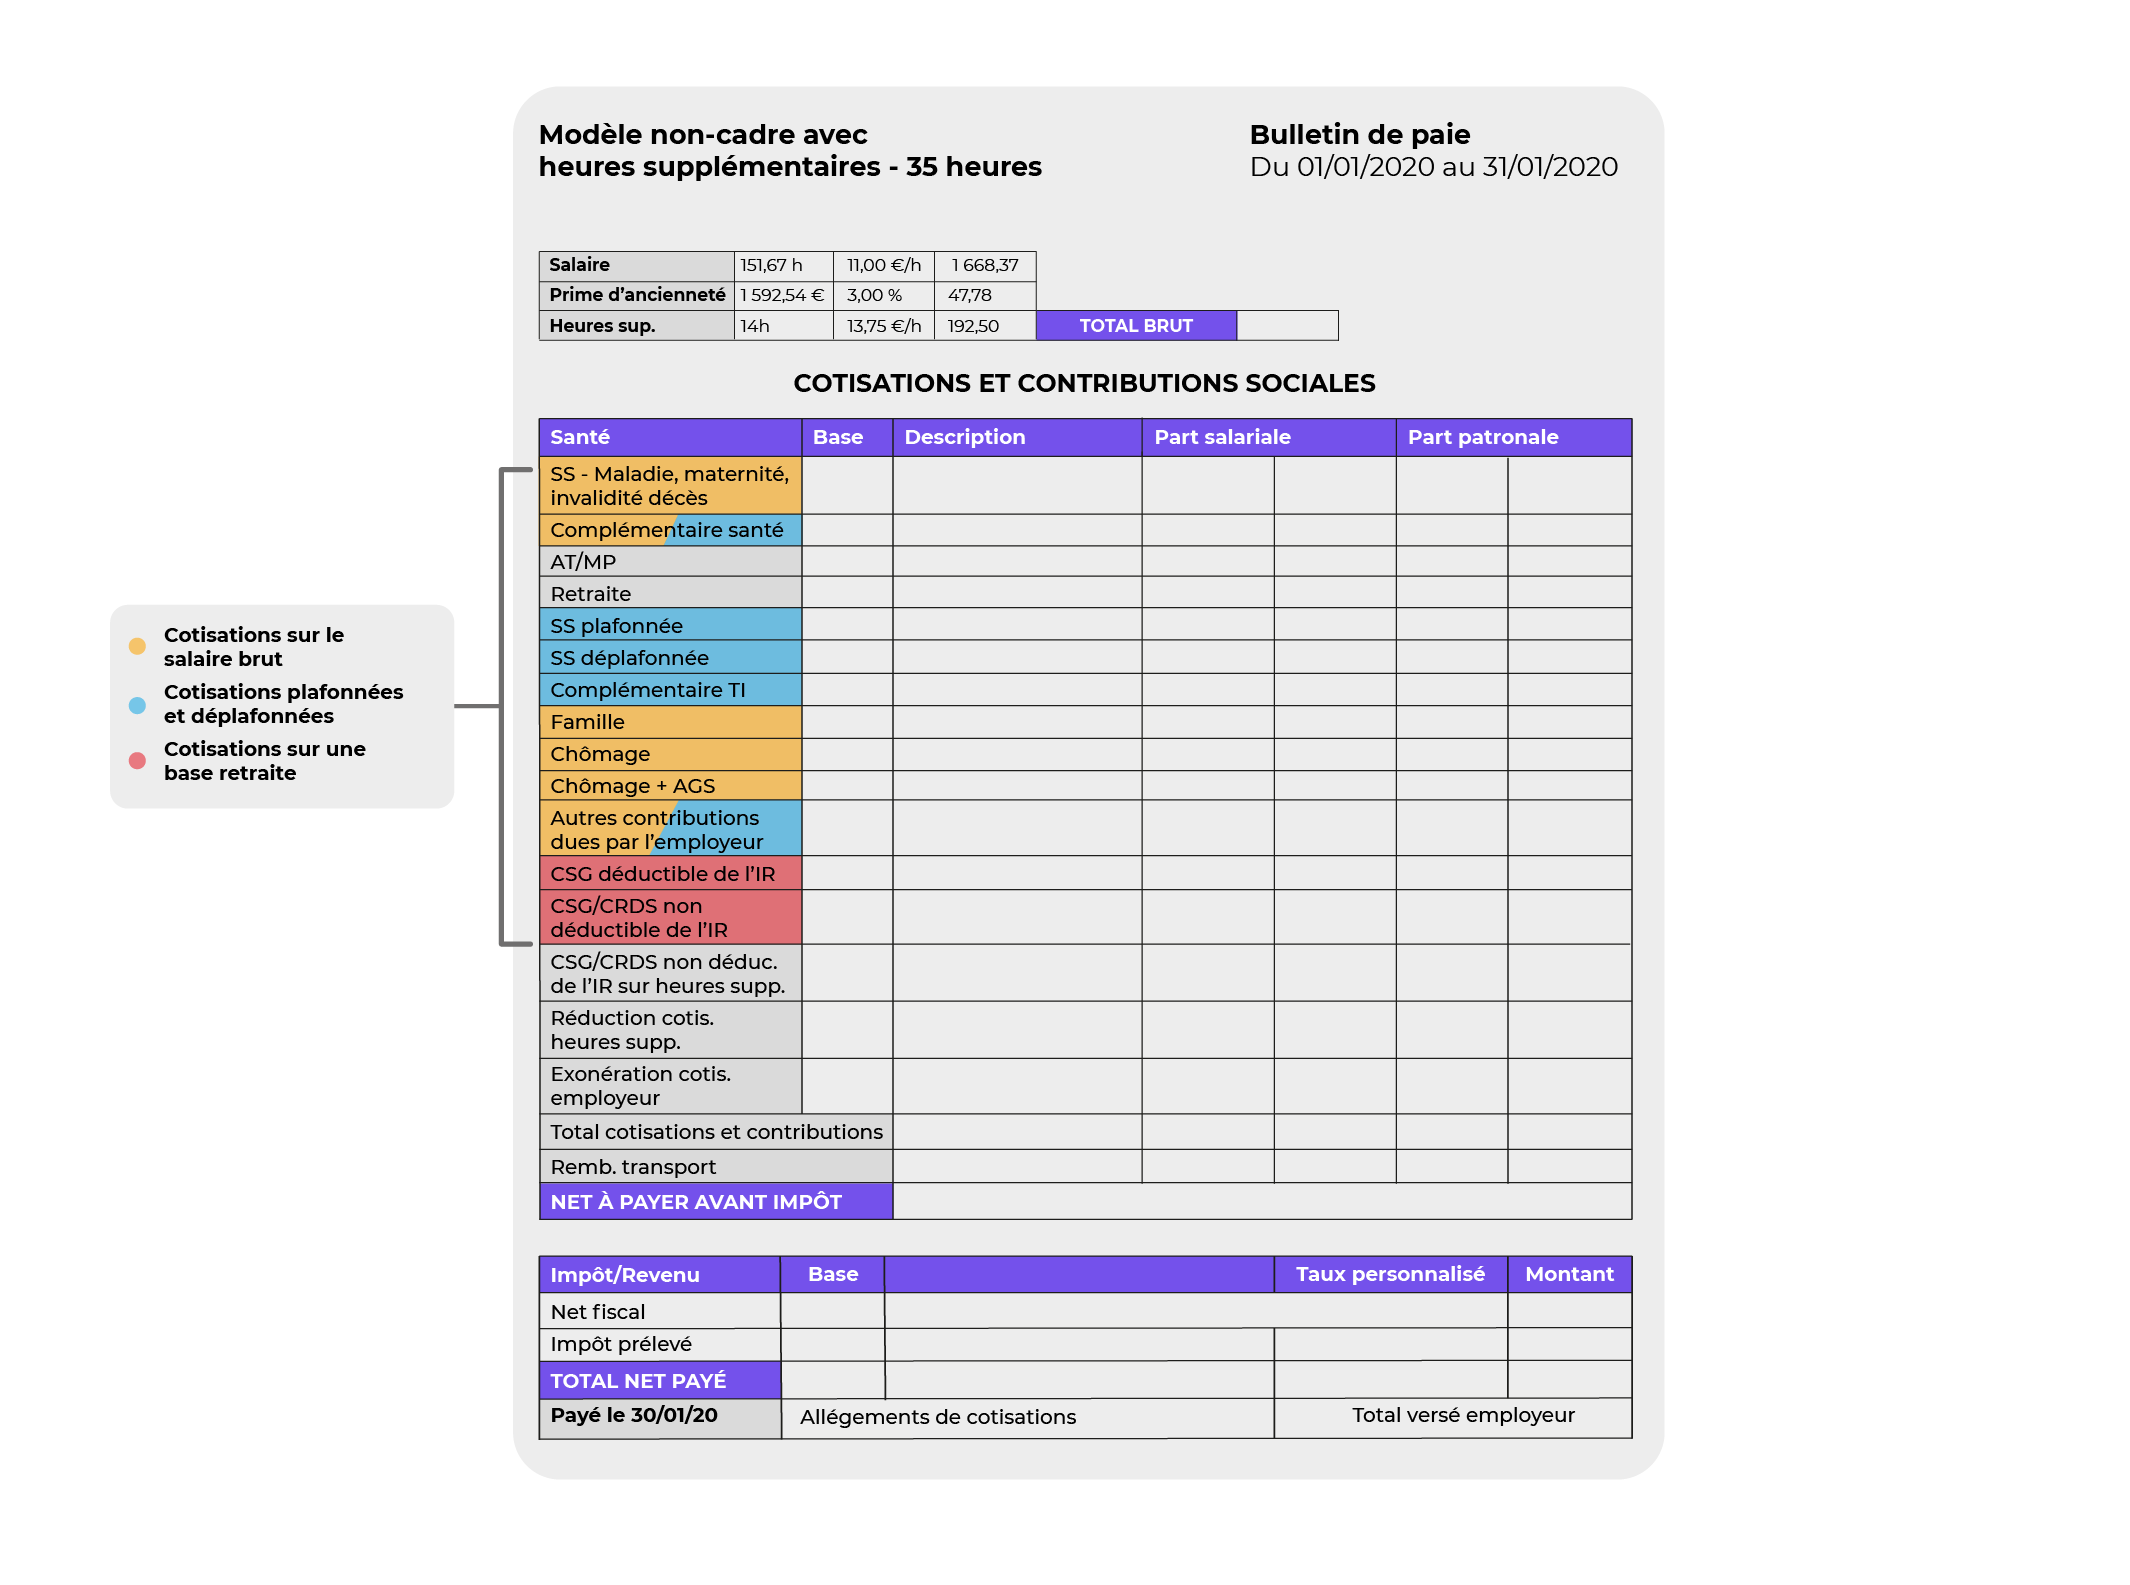 Modèle non-cadre avec
heures supplémentaires - 35 heures
Bulletin de paie
Du 01/01/2020 au 31/01/2020
Salaire 151,67 h 11,00 €/h 1 668,37
Prime d’ancienneté 1 592,54 € 3,00 % 47,78
Heures sup. 14h 13,75 €/h 192,50 TOTAL BRUT
COTISATIONS ET CONTRIBUTIONS SOCIALES
Santé Base Description Part salariale Part patronale
SS - Maladie, maternité,
invalidité décès
Complémentaire santé
AT/MP
Retraite
SS plafonnée
SS déplafonnée
Complémentaire TI
Famille
Chômage
Chômage + AGS
Autres contributions
dues par l’employeur
CSG déductible de l’IR
CSG/CRDS non
déductible de l’IR
CSG/CRDS non déduc.
de l’IR sur heures supp.
Réduction cotis.
heures supp.
Exonération cotis.
employeur
Total cotisations et contributions
Remb. transport
NET À PAYER AVANT IMPÔT
Impôt/Revenu Base Taux personnalisé Montant
Net fiscal
Impôt prélevé
TOTAL NET PAYÉ
Payé le 30/01/20 Allégements de cotisations Total versé employeur
Cotisations sur le
salaire brut
Cotisations plafonnées
et déplafonnées
Cotisations sur une
base retraite